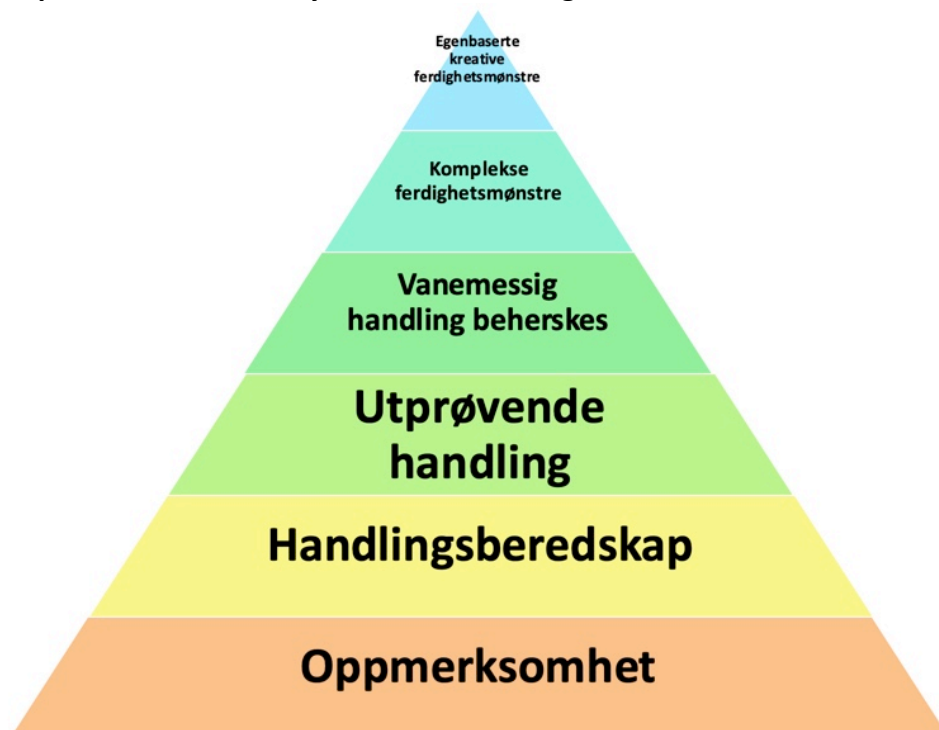 Egenbaserte
kreative
ferdighetsmønstre
Komplekse
ferdighetsmønstre
Vanemessig
handling beherskes
Utprøvende
handling
Handlingsberedskap
Oppmerksomhet